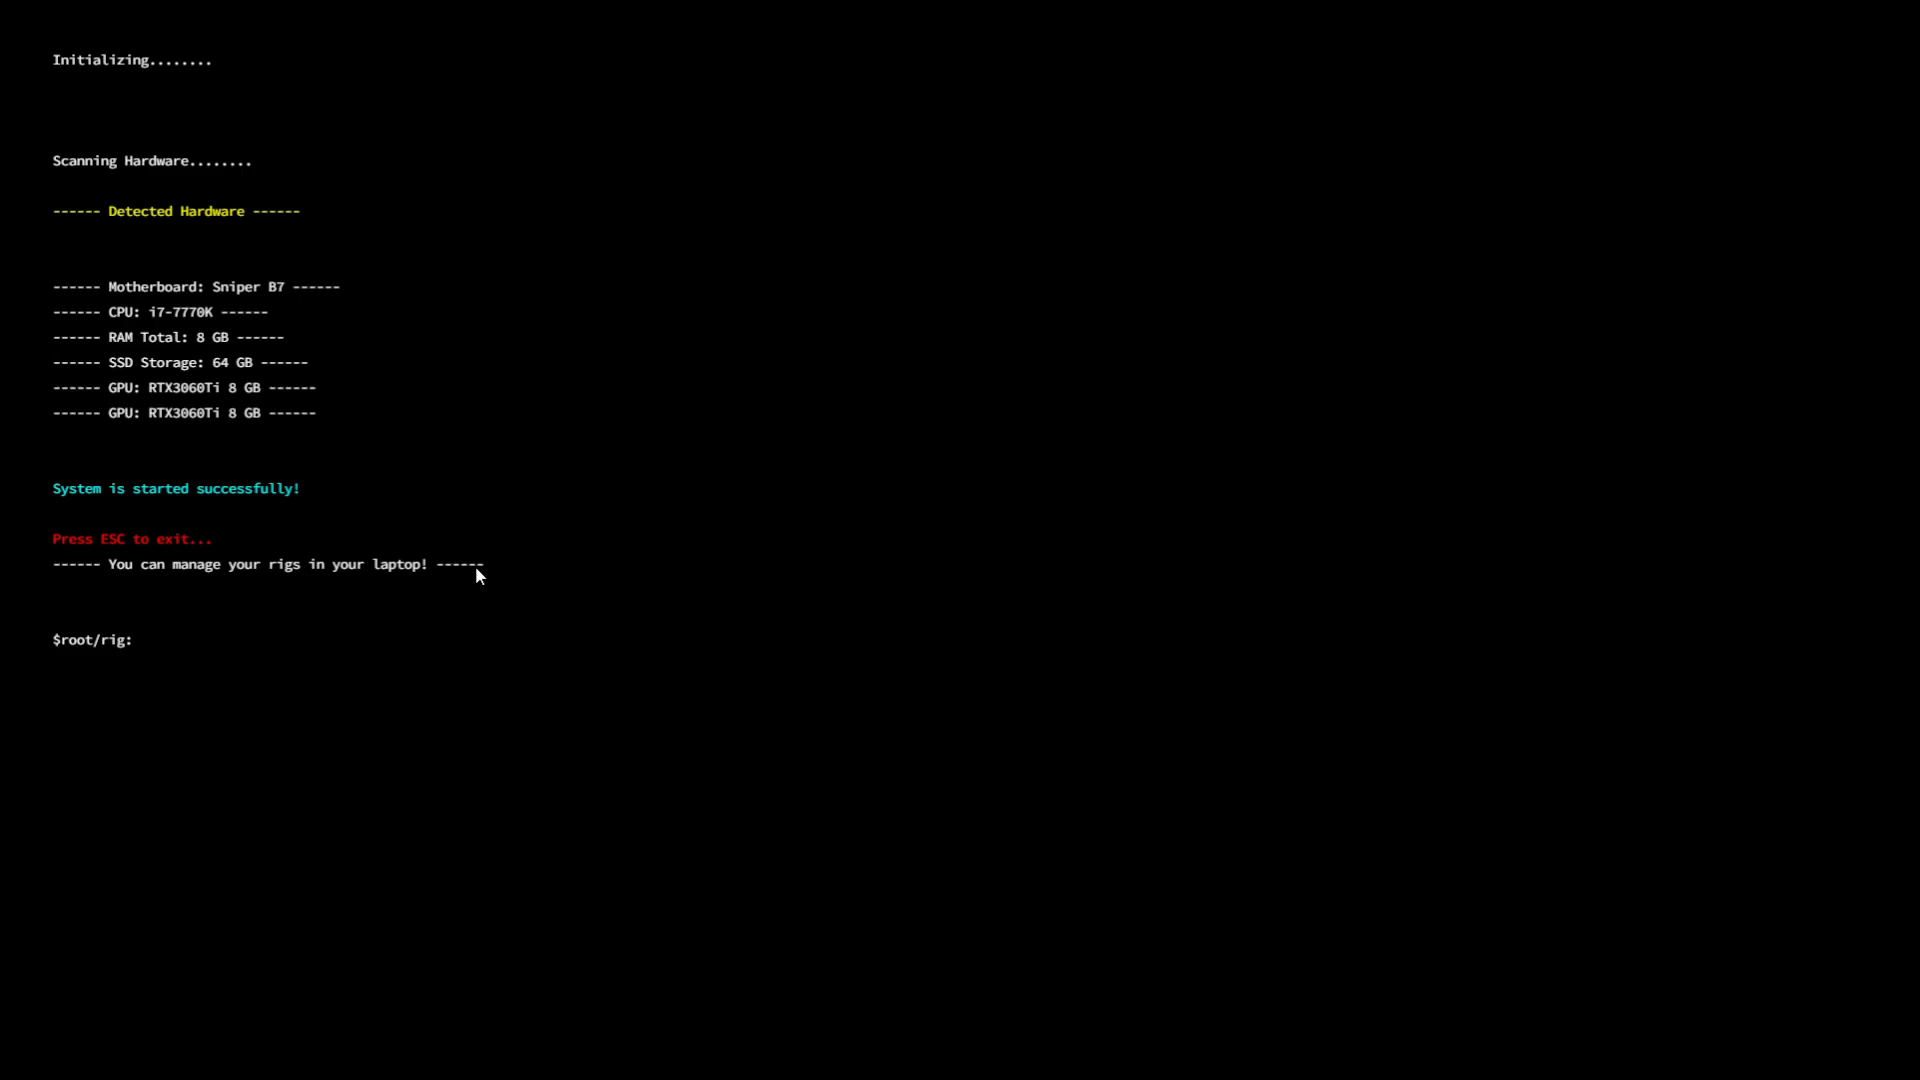 Initializing........
Scanning Hardware........
------ Detected Hardware ------
------ Motherboard: Sniper B7 ------
------ CPU: i7-7770K ------
------ RAM Total: 8 GB ------
------ SSD Storage: 64 GB ------
------ GPU: RTX3060Ti 8 GB ------
------ GPU: RTX3060Ti 8 GB ------
System is started successfully!
Press ESC to exit...
------ You can manage your rigs in your laptop! ------
$root/rig: